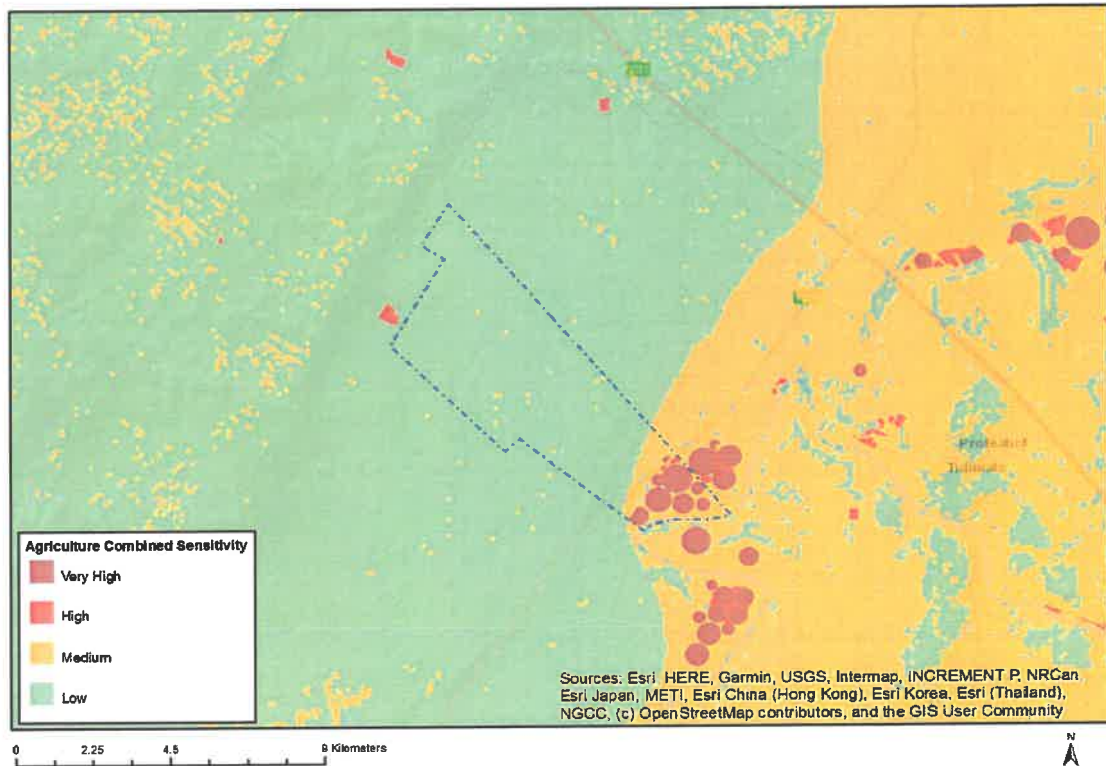 Agriculture Combined Sensitivity
Very High
High
Medium
Low
Sources: Esri, HERE, Garmin, USGS, Intermap, INCREMENT P, NRCan
Esri Japan, METI, Esri China (Hong Kong), Esri Korea, Esri (Thailand),
NGCC, (c) OpenStreetMap contributors, and the GIS User Community
0 2.25 4.5 9 Kilometers
N